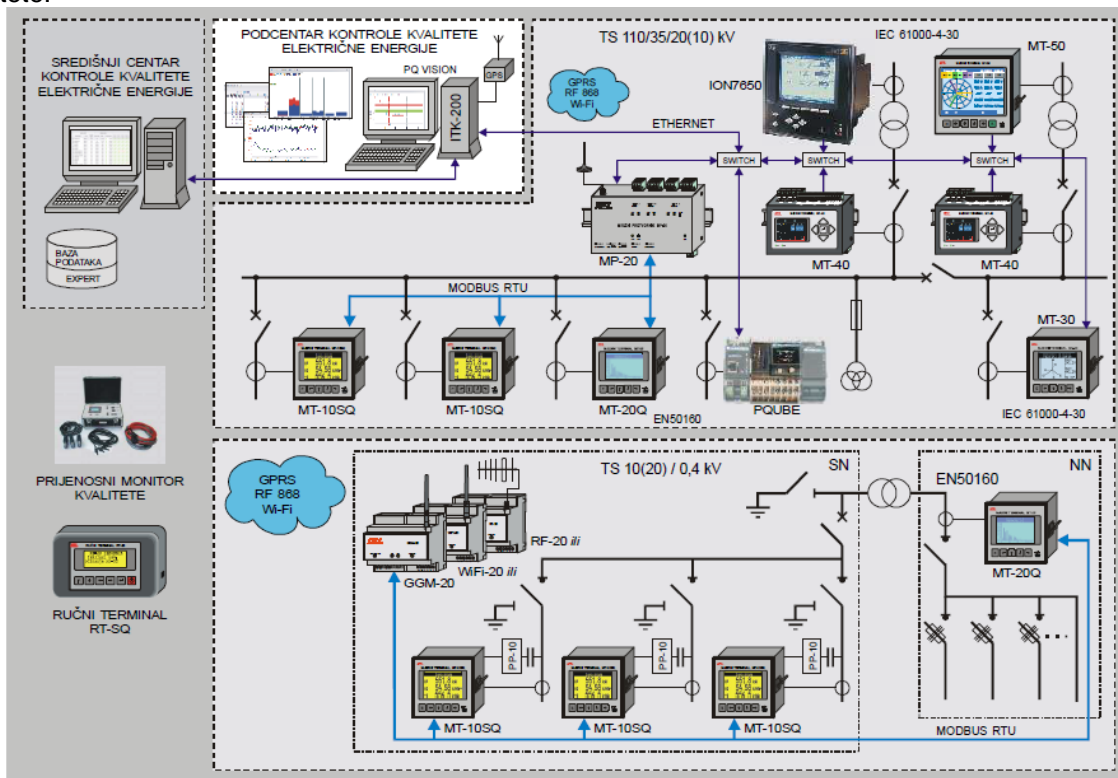 SREDIŠNJI CENTAR
KONTROLE KVALITETE
ELEKTRIČNE ENERGIJE
BAZA
PODATAKA
EXPERT
PODCENTAR KONTROLE KVALITETE
ELEKTRIČNE ENERGIJE
PQ VISION
GPS
ITK-200
TS 110/35/20(10) kV
IEC 61000-4-30
MT-50
ION7650
GPRS
RF 868
Wi-Fi
ETHERNET
SWITCH
SWITCH
SWITCH
MP-20
MT-40
MT-40
MODBUS RTU
MT-30
MT-10SQ
MT-10SQ
MT-20Q
EN50160
PQUBE
IEC 61000-4-30
PRIJENOSNI MONITOR
KVALITETE
RUČNI TERMINAL
RT-SQ
GPRS
RF 868
Wi-Fi
TS 10(20) / 0,4 kV
SN
NN
EN50160
RF-20 ili
WiFi-20 ili
GGM-20
MT-20Q
PP-10
PP-10
PP-10
MT-10SQ
MT-10SQ
MT-10SQ
MODBUS RTU